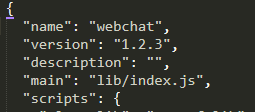 {
"name": "webchat",
"version": "1.2.3",
"description": "",
"main": "lib/index.js",
"scripts": {